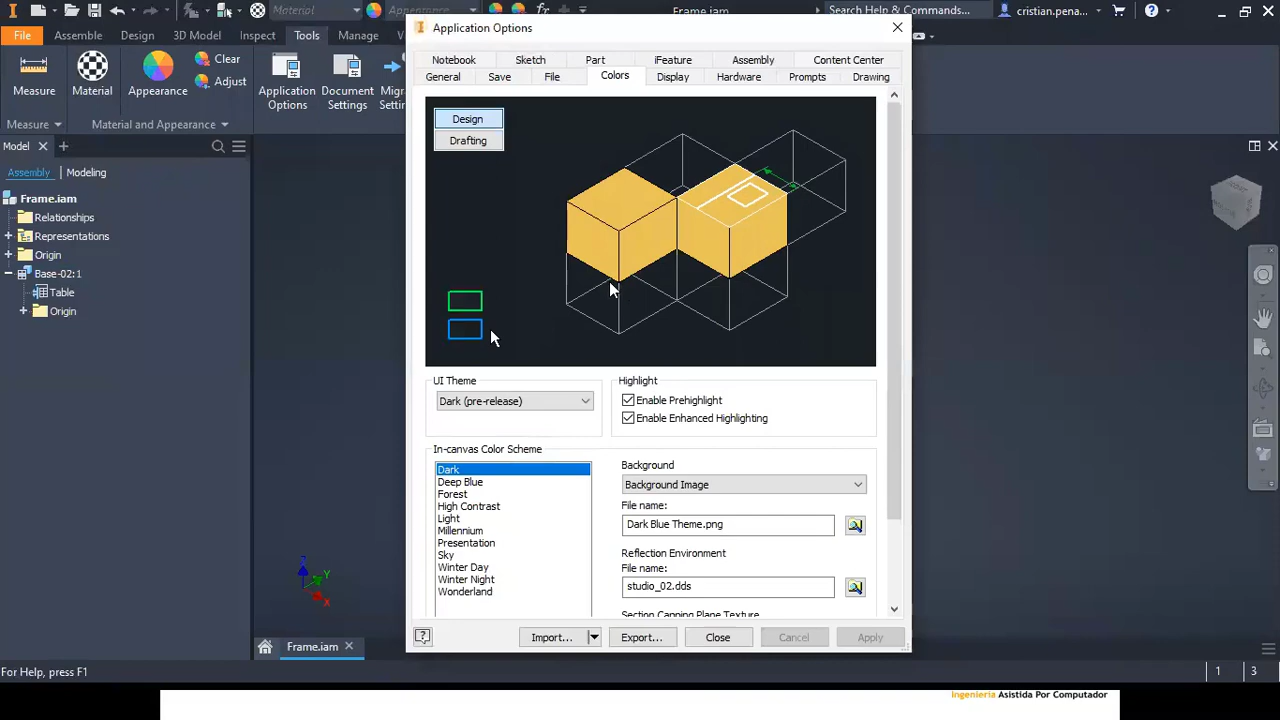 Material
Appearance
Frame.iam
Search Help & Commands...
cristian.pena...
Application Options
File
Assemble
Design
3D Model
Inspect
Tools
Manage
Notebook
Sketch
Part
iFeature
Assembly
Content Center
General
Save
File
Colors
Display
Hardware
Prompts
Drawing
Measure
Material
Appearance
Clear
Adjust
Application
Options
Document
Settings
Measure
Material and Appearance
Design
Drafting
Model
Assembly
Modeling
Frame.iam
Relationships
Representations
Origin
Base-02:1
Table
Origin
Z
Y
X
UI Theme
Dark (pre-release)
Highlight
Enable Prehighlight
Enable Enhanced Highlighting
In-canvas Color Scheme
Dark
Deep Blue
Forest
High Contrast
Light
Millennium
Presentation
Sky
Winter Day
Winter Night
Wonderland
Background
Background Image
File name:
Dark Blue Theme.png
Reflection Environment
File name:
studio_02.dds
Import...
Export...
Close
Cancel
Apply
Frame.iam
For Help, press F1
1
3
Ingeniería Asistida Por Computador